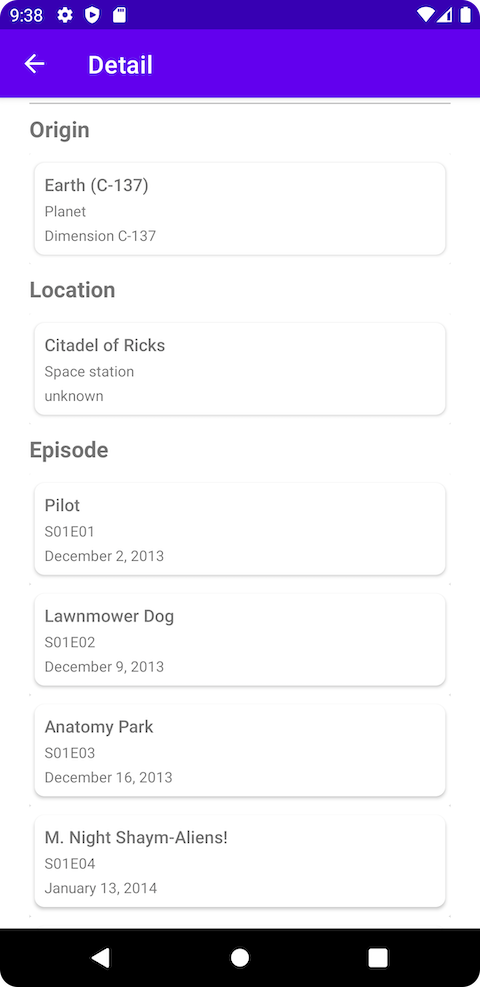 9:38
Detail
Origin
Earth (C-137)
Planet
Dimension C-137
Location
Citadel of Ricks
Space station
unknown
Episode
Pilot
S01E01
December 2, 2013
Lawnmower Dog
S01E02
December 9, 2013
Anatomy Park
S01E03
December 16, 2013
M. Night Shaym-Aliens!
S01E04
January 13, 2014